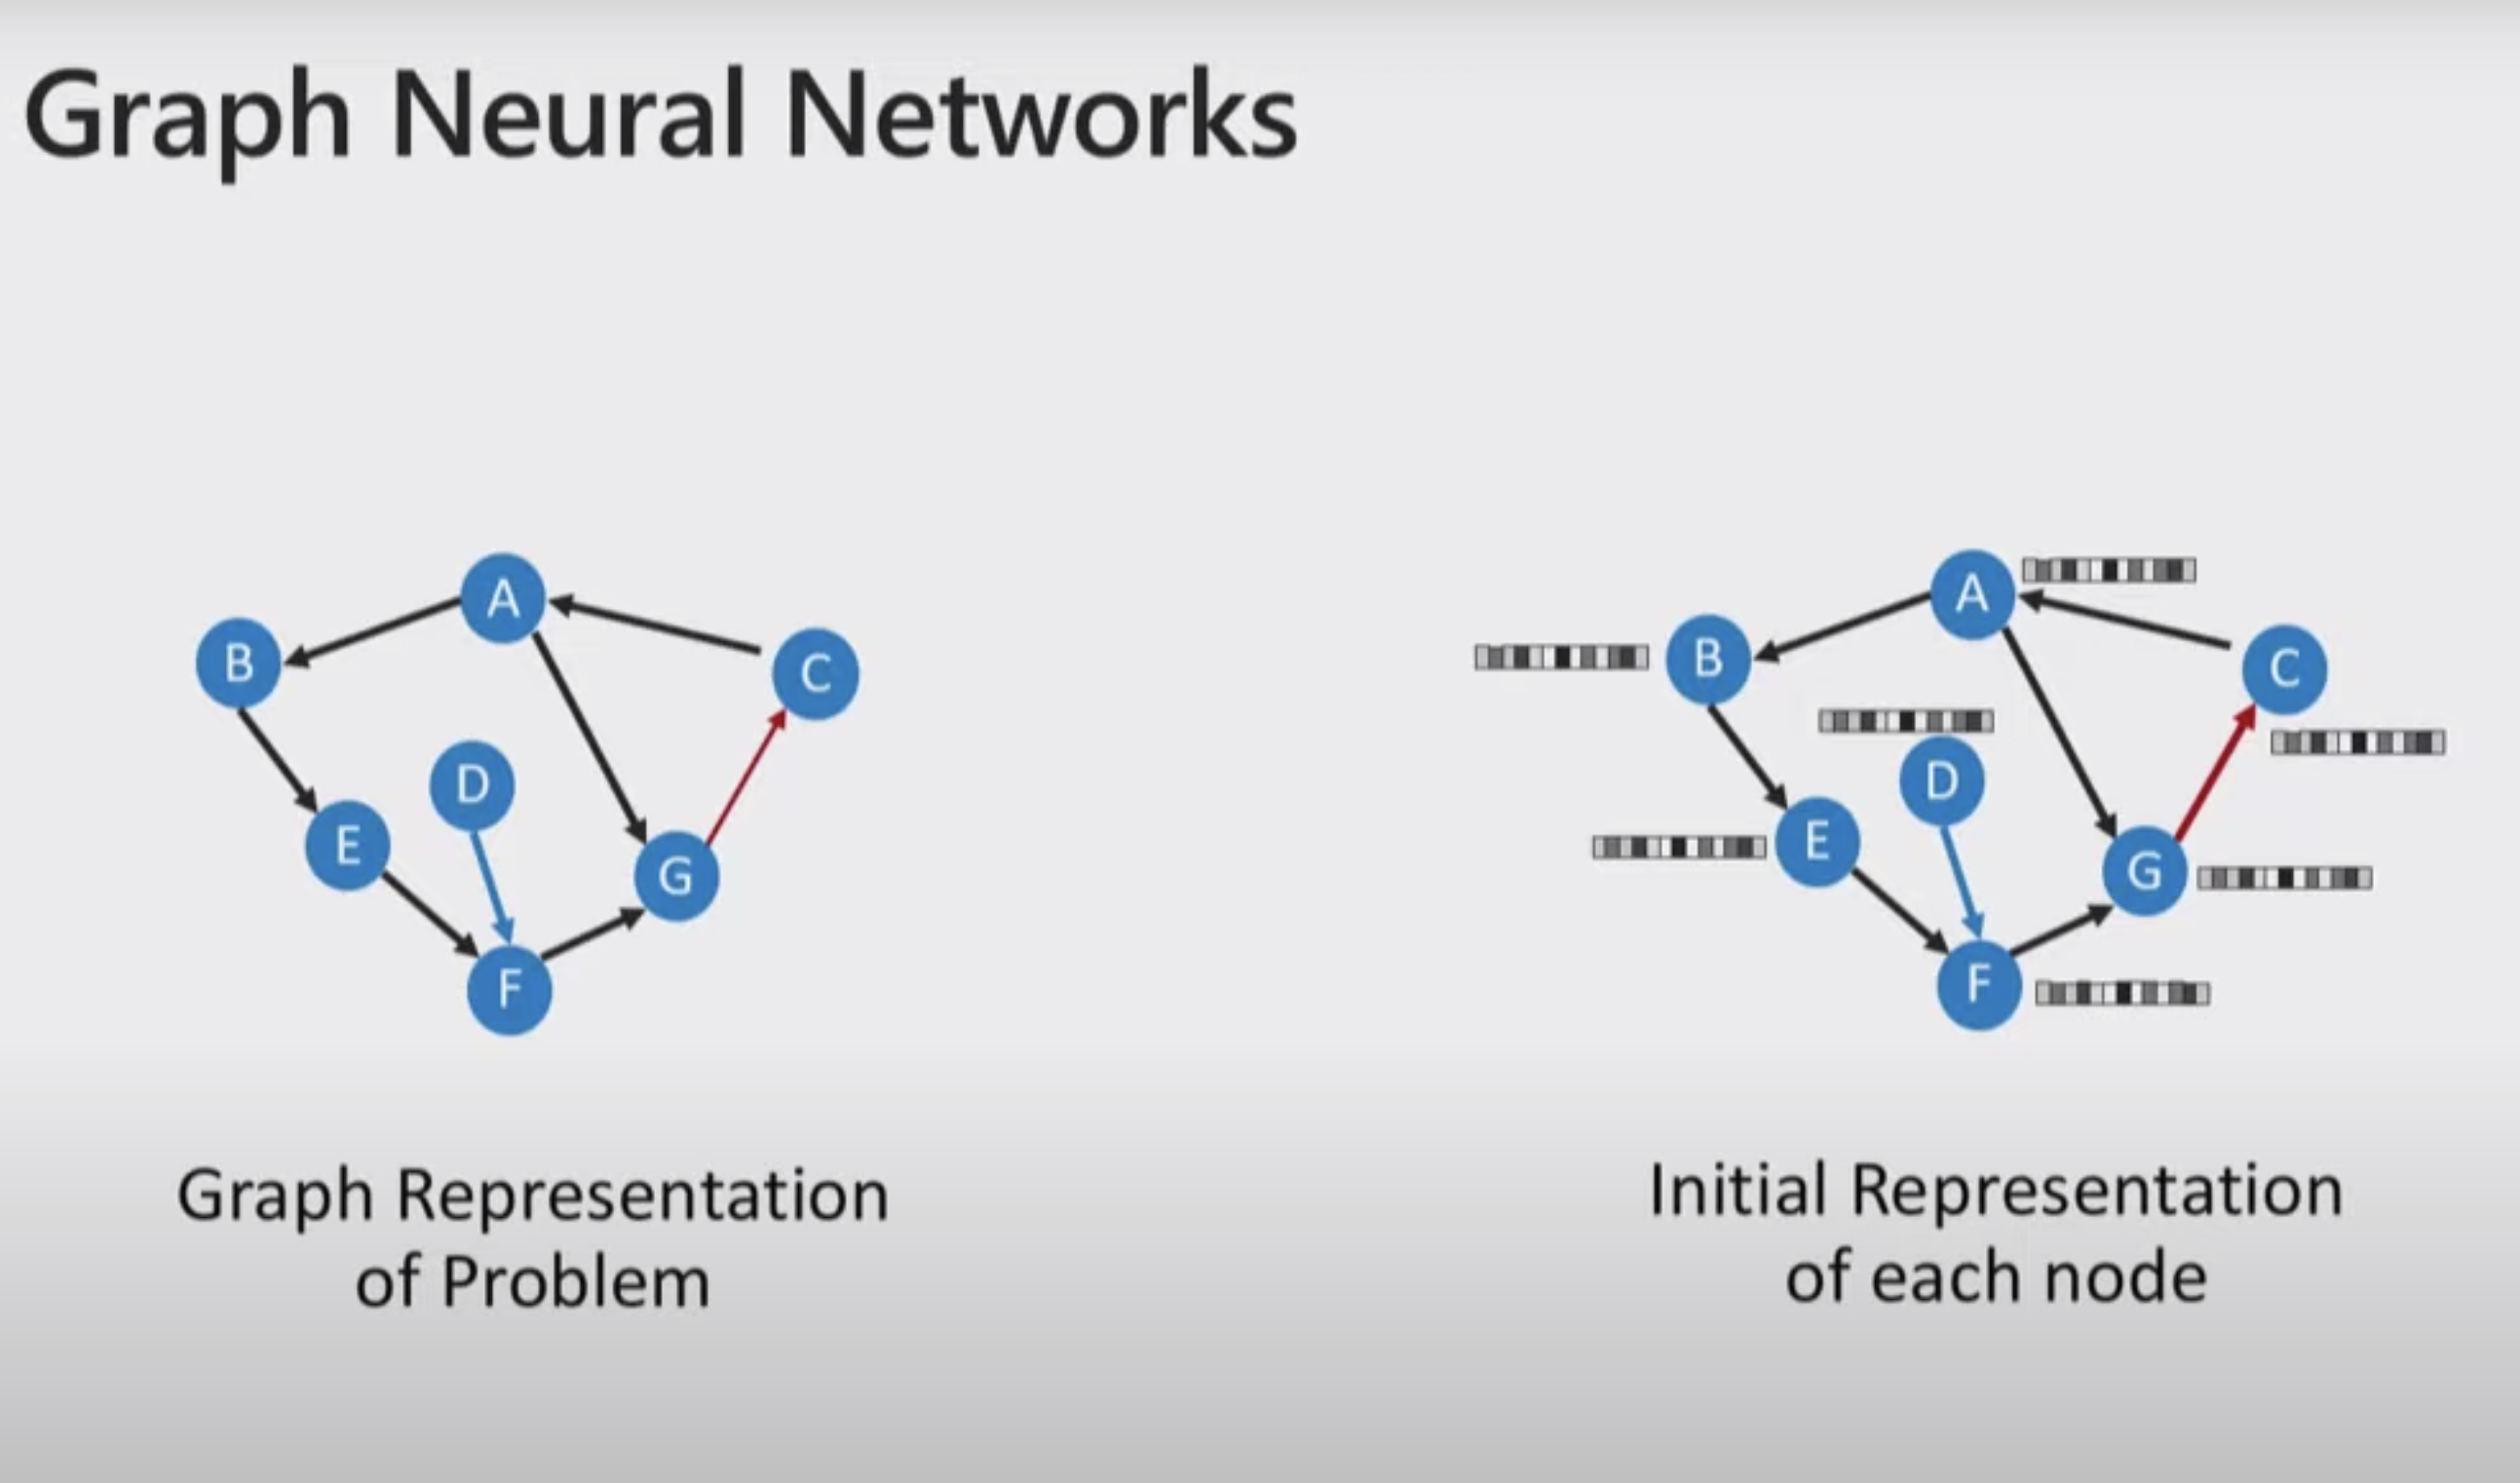 Graph Neural Networks
A
B
C
D
E
G
F
Graph Representation
of Problem
A
B
C
D
E
G
F
Initial Representation
of each node